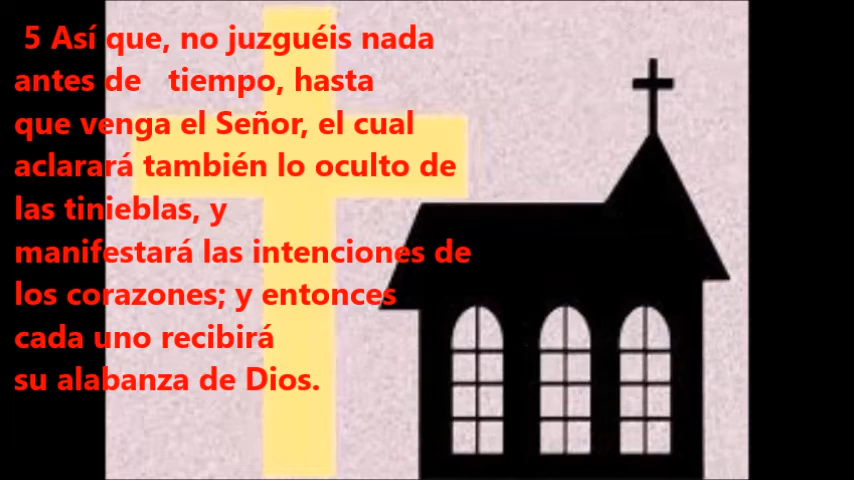 5 Así que, no juzguéis nada
antes de tiempo, hasta
que venga el Señor, el cual
aclarará también lo oculto de
las tinieblas, y
manifestará las intenciones de
los corazones; y entonces
cada uno recibirá
su alabanza de Dios.